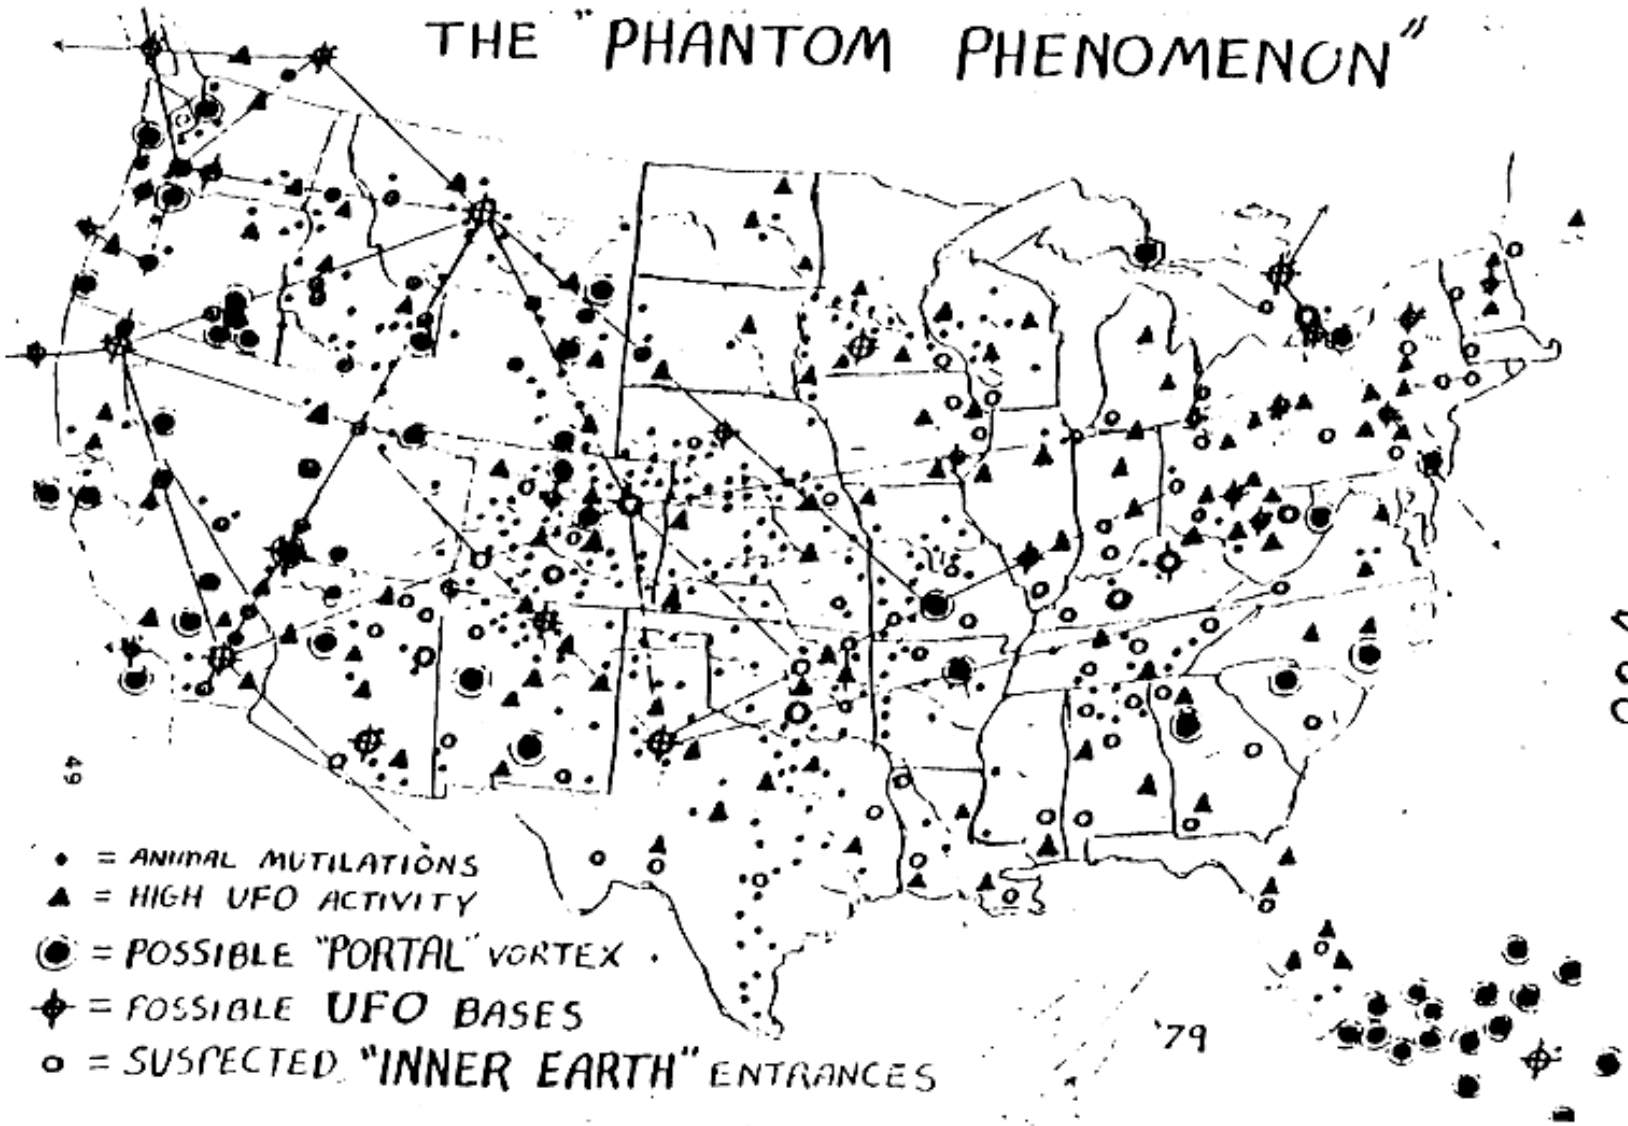 THE "PHANTOM PHENOMENON"
49
• = ANIMAL MUTILATIONS
▲ = HIGH UFO ACTIVITY
= POSSIBLE "PORTAL" VORTEX
= FOSSIBLE UFO BASES
o = SUSPECTED "INNER EARTH" ENTRANCES
'79